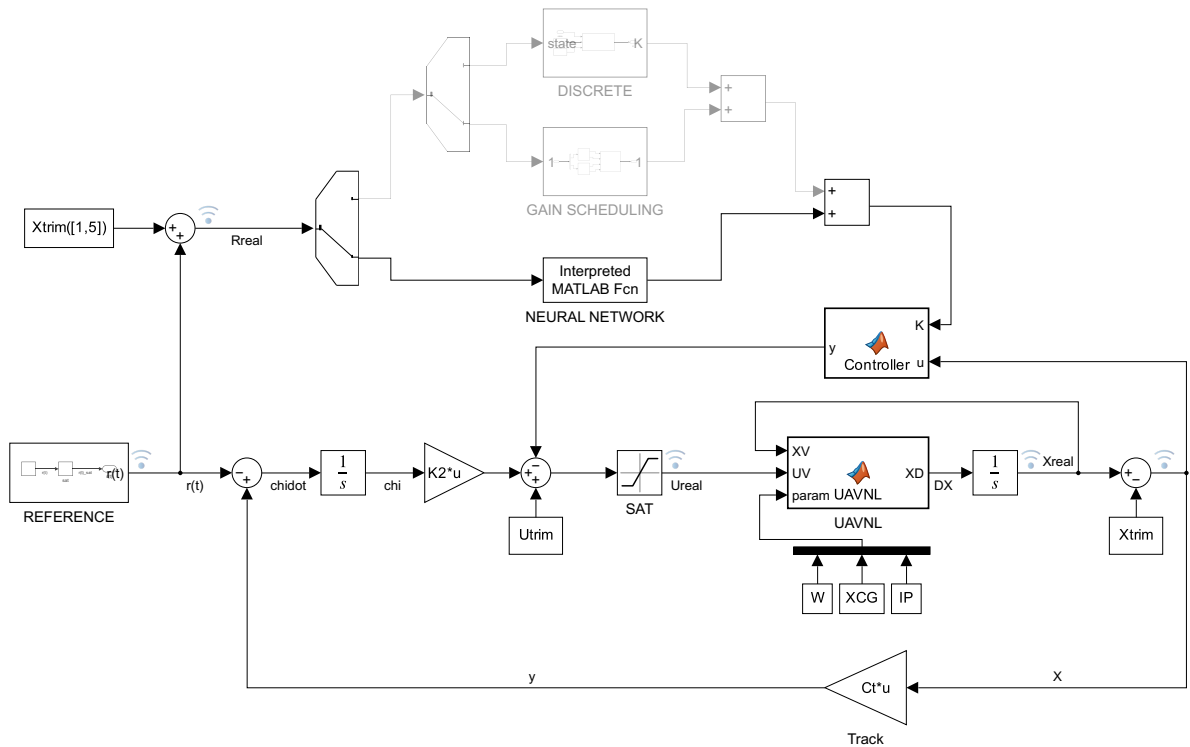 state
K
DISCRETE
1
1
GAIN SCHEDULING
+
+
+
+
Xtrim([1,5])
+
+
Rreal
Interpreted
MATLAB Fcn
NEURAL NETWORK
K
y
u
Controller
r(t)
REFERENCE
r(t)
−
+
chidot
1
s
chi
K2*u
−
+
+
Utrim
SAT
Ureal
XV
UV
param
XD
UAVNL
UAVNL
DX
1
s
Xreal
+
−
Xtrim
W
XCG
IP
y
Ct*u
X
Track